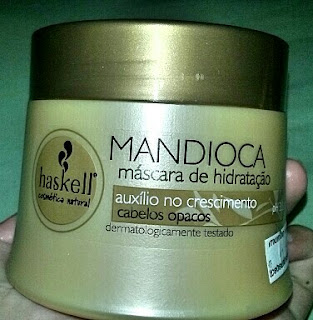 haskell
cosmética natural
MANDIOCA
máscara de hidratação
auxílio no crescimento
cabelos opacos
dermatologicamente testado